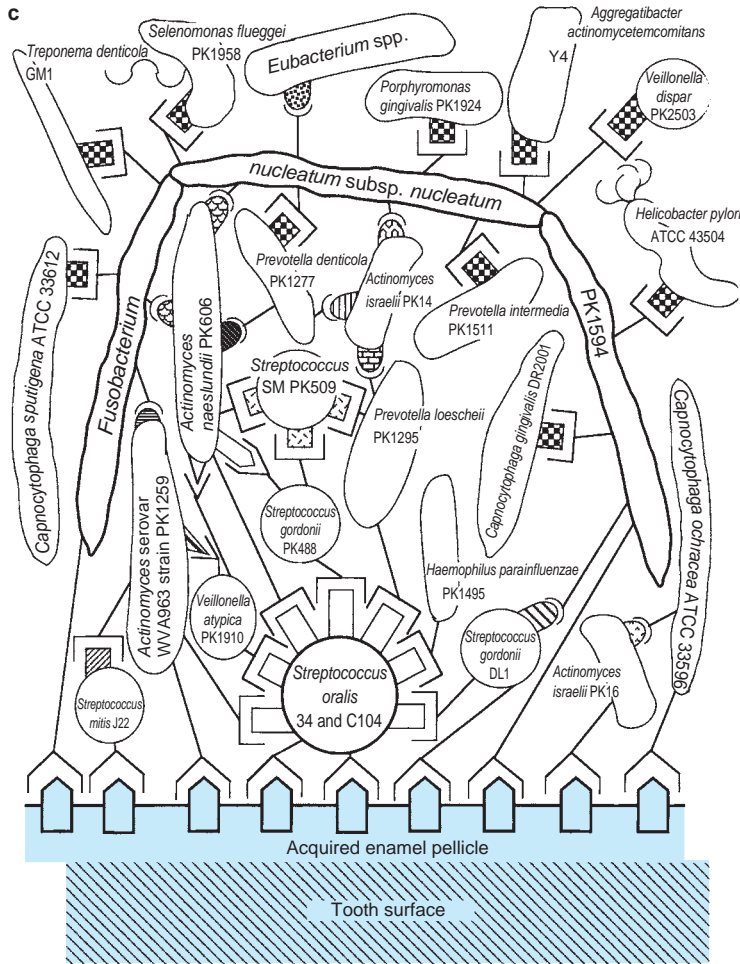 c
Treponema denticola
GM1
Selenomonas flueggei
PK1958
Eubacterium spp.
Porphyromonas
gingivalis PK1924
Aggregatibacter
actinomycetemcomitans
Y4
Veillonella
dispar
PK2503
nucleatum subsp. nucleatum
Helicobacter pylori
ATCC 43504
Capnocytophaga sputigena ATCC 33612
Fusobacterium
Actinomyces
naeslundii PK606
Prevotella denticola
PK1277
Actinomyces
israelii PK14
Prevotella intermedia
PK1511
PK1594
Streptococcus
SM PK509
Prevotella loescheii
PK1295
Capnocytophaga gingivalis DR2001
Capnocytophaga ochracea ATCC 33596
Actinomyces serovar
WVA963 strain PK1259
Streptococcus
gordonii
PK488
Haemophilus parainfluenzae
PK1495
Veillonella
atypica
PK1910
Streptococcus
gordonii
DL1
Streptococcus
oralis
34 and C104
Actinomyces
israelii PK16
Streptococcus
mitis J22
Acquired enamel pellicle
Tooth surface